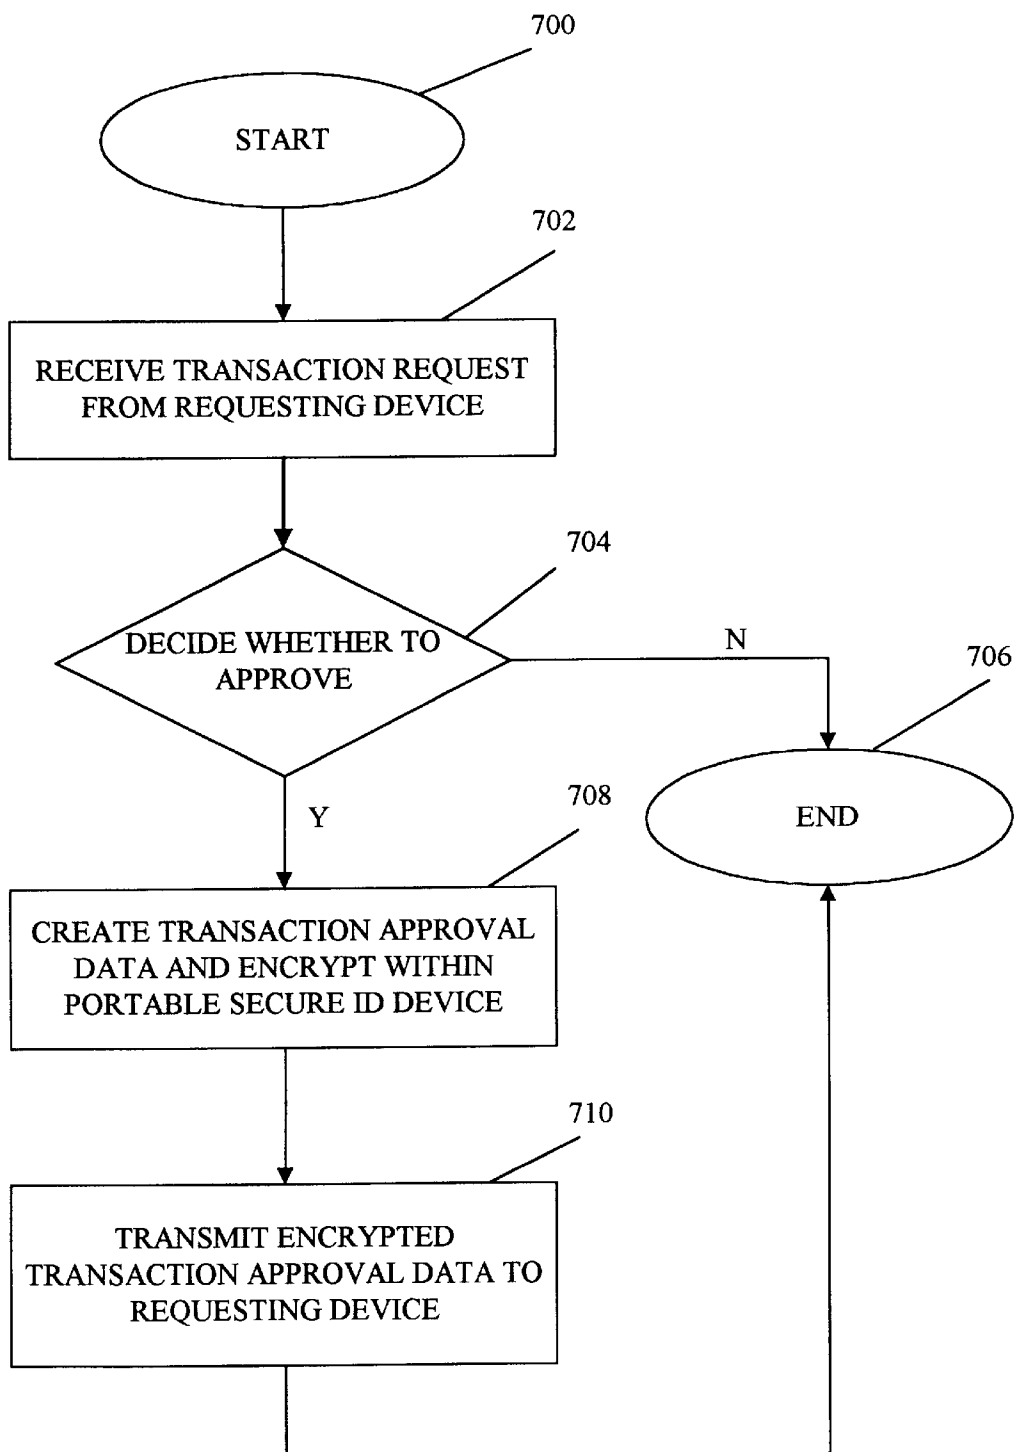 700
START
702
RECEIVE TRANSACTION REQUEST
FROM REQUESTING DEVICE
704
DECIDE WHETHER TO
APPROVE
N
706
END
Y
708
CREATE TRANSACTION APPROVAL
DATA AND ENCRYPT WITHIN
PORTABLE SECURE ID DEVICE
710
TRANSMIT ENCRYPTED
TRANSACTION APPROVAL DATA TO
REQUESTING DEVICE